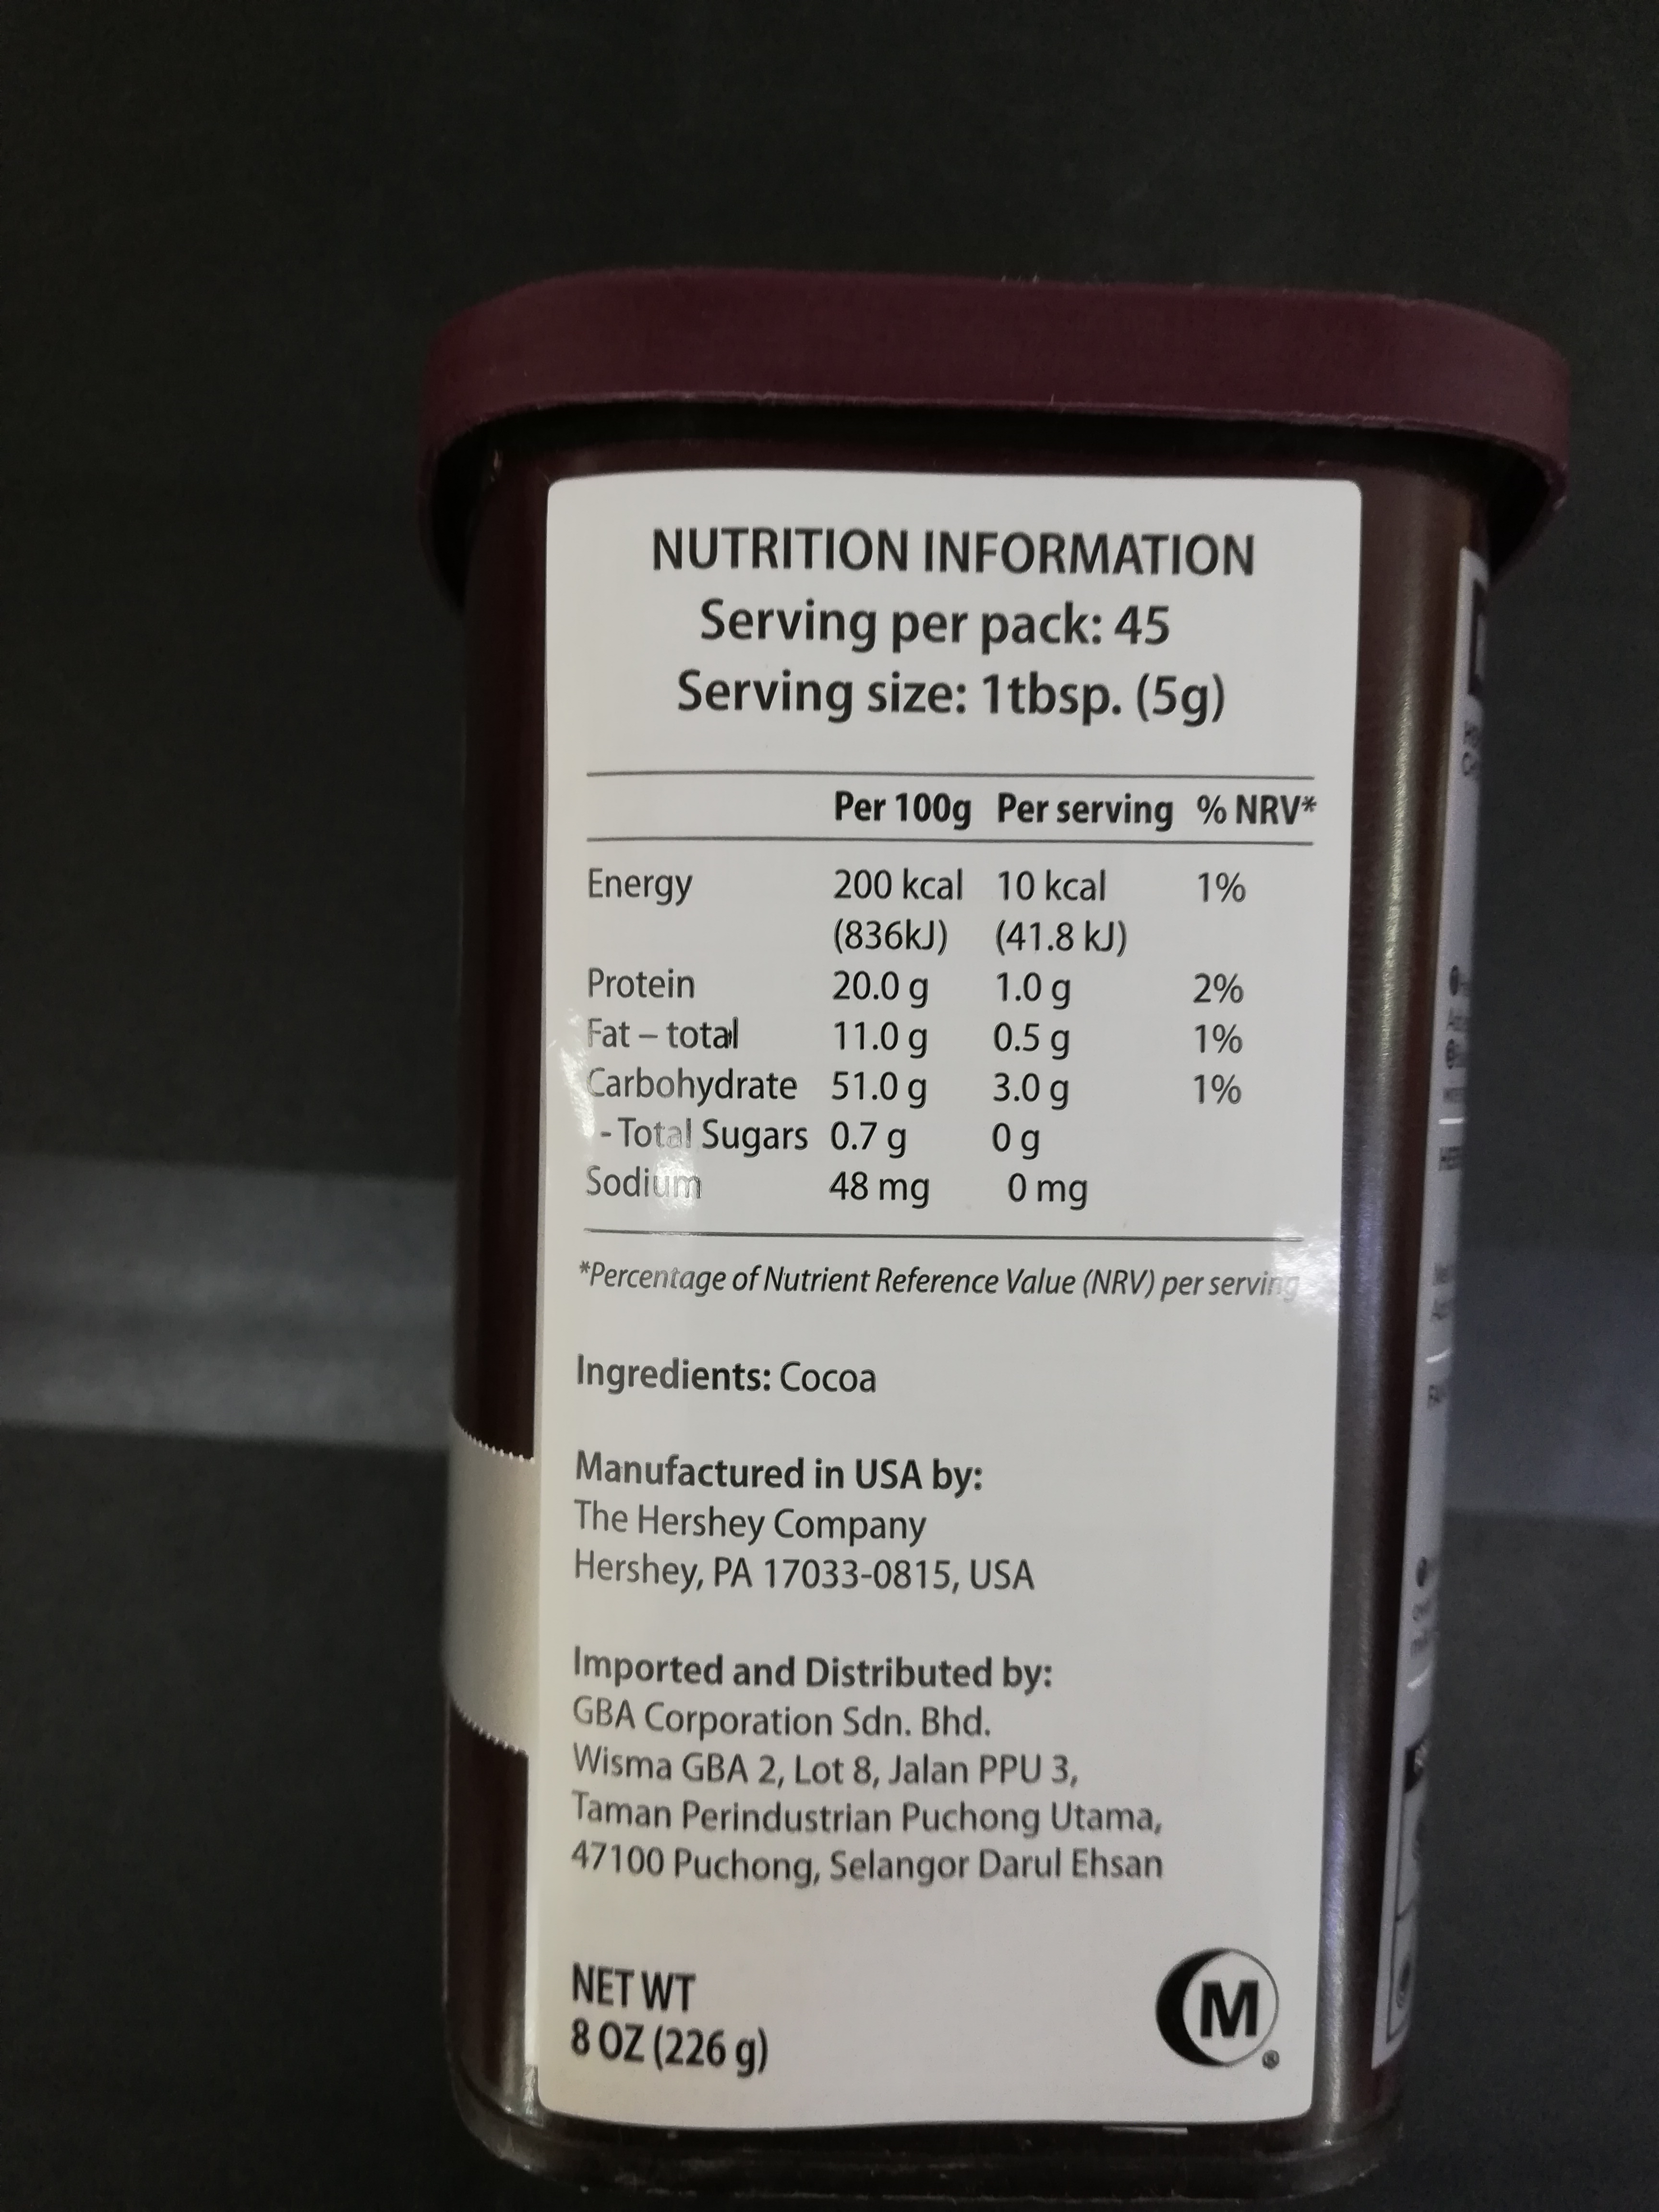 NUTRITION INFORMATION
Serving per pack: 45
Serving size: 1tbsp. (5g)
Per 100g Per serving % NRV*
Energy 200 kcal 10 kcal 1%
(836kJ) (41.8 kJ)
Protein 20.0 g 1.0 g 2%
Fat – total 11.0 g 0.5 g 1%
Carbohydrate 51.0 g 3.0 g 1%
- Total Sugars 0.7 g 0 g
Sodium 48 mg 0 mg
*Percentage of Nutrient Reference Value (NRV) per serving
Ingredients: Cocoa
Manufactured in USA by:
The Hershey Company
Hershey, PA 17033-0815, USA
Imported and Distributed by:
GBA Corporation Sdn. Bhd.
Wisma GBA 2, Lot 8, Jalan PPU 3,
Taman Perindustrian Puchong Utama,
47100 Puchong, Selangor Darul Ehsan
NET WT
8 OZ (226 g)
M
®